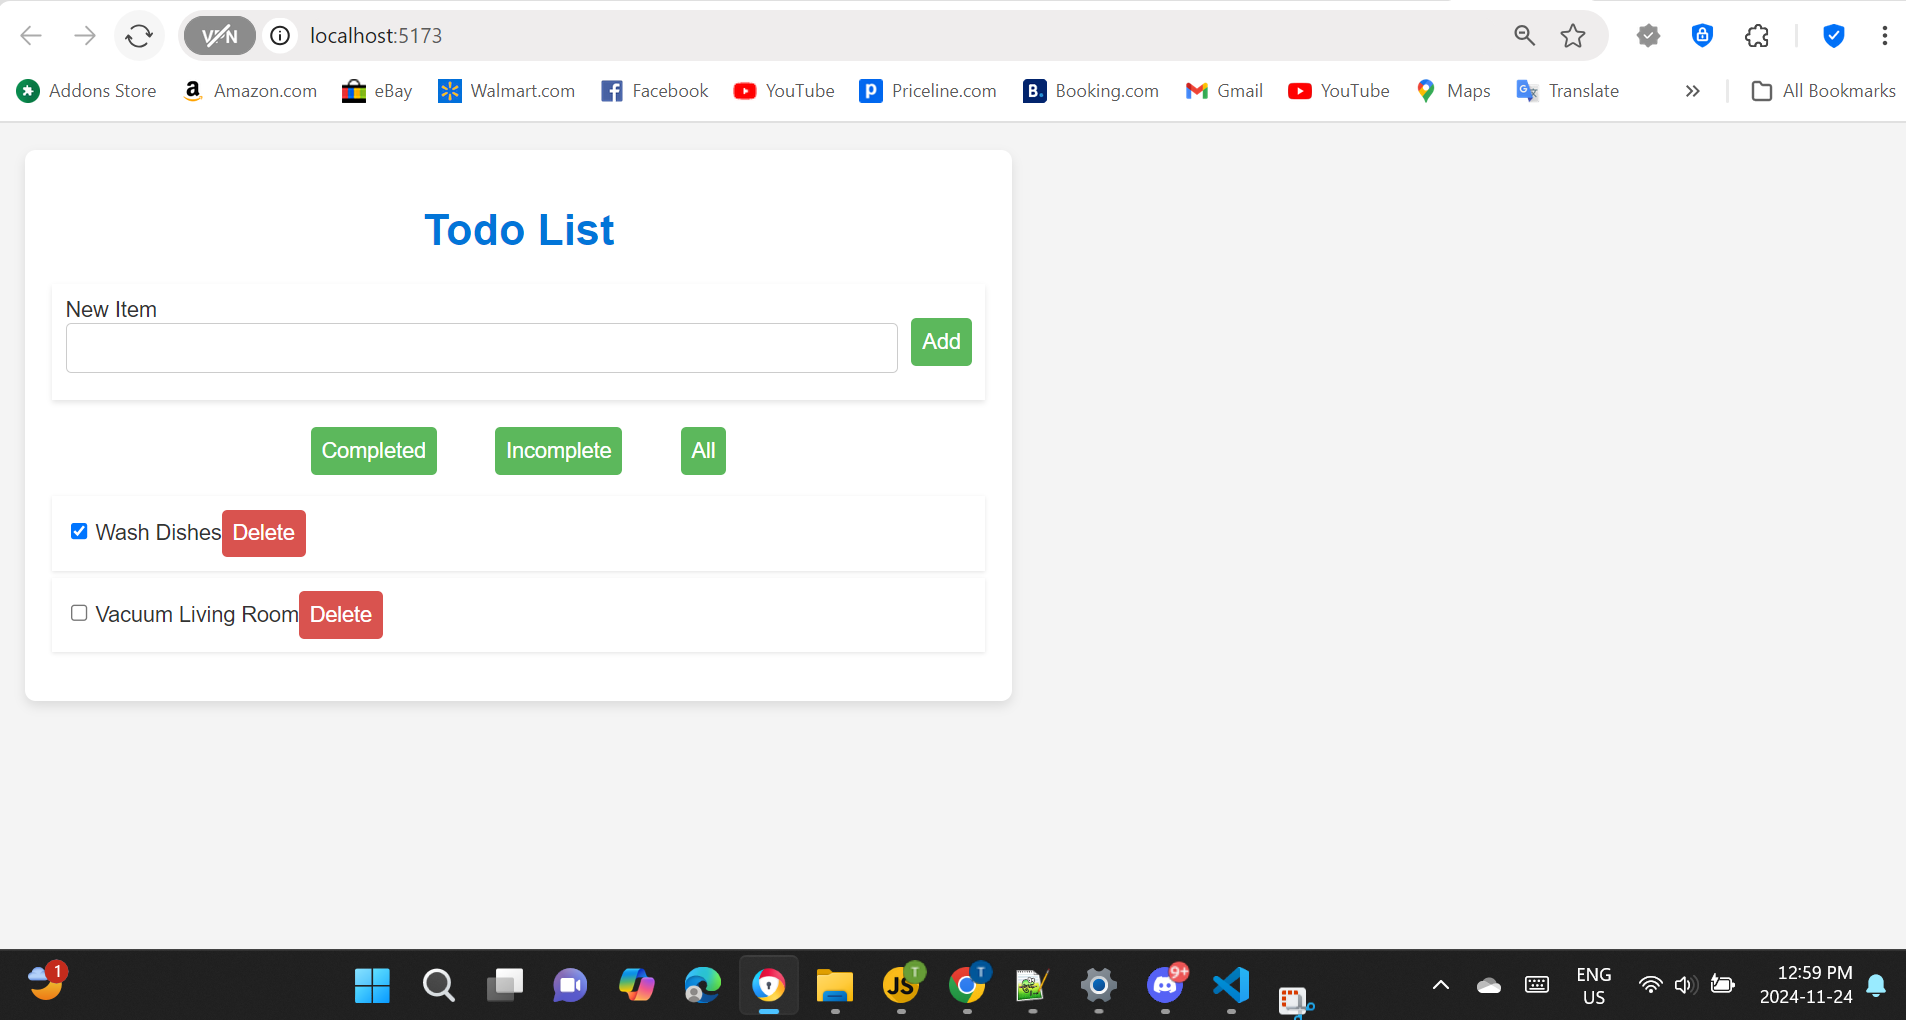 VPN localhost:5173
Addons Store Amazon.com eBay Walmart.com Facebook YouTube Priceline.com Booking.com Gmail YouTube Maps Translate All Bookmarks
Todo List
New Item
Add
Completed Incomplete All
Wash Dishes Delete
Vacuum Living Room Delete
1
JS T T 9+
ENG
US
12:59 PM
2024-11-24